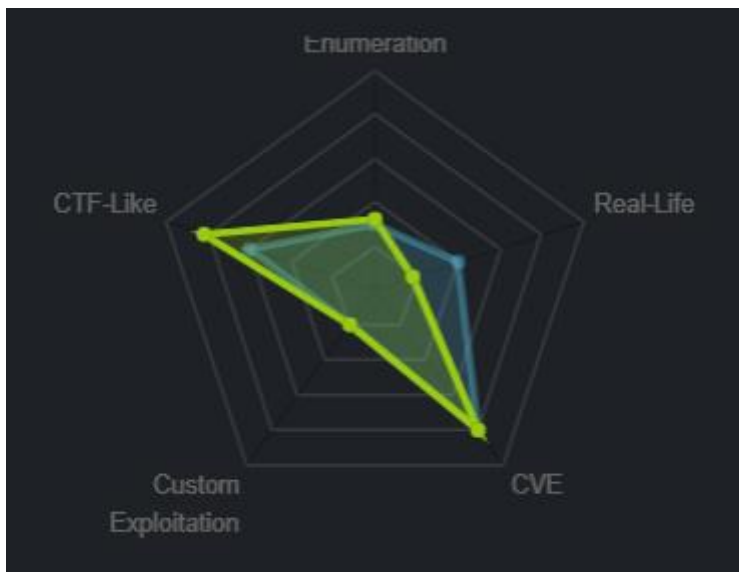 Enumeration
CTF-Like
Real-Life
Custom
Exploitation
CVE